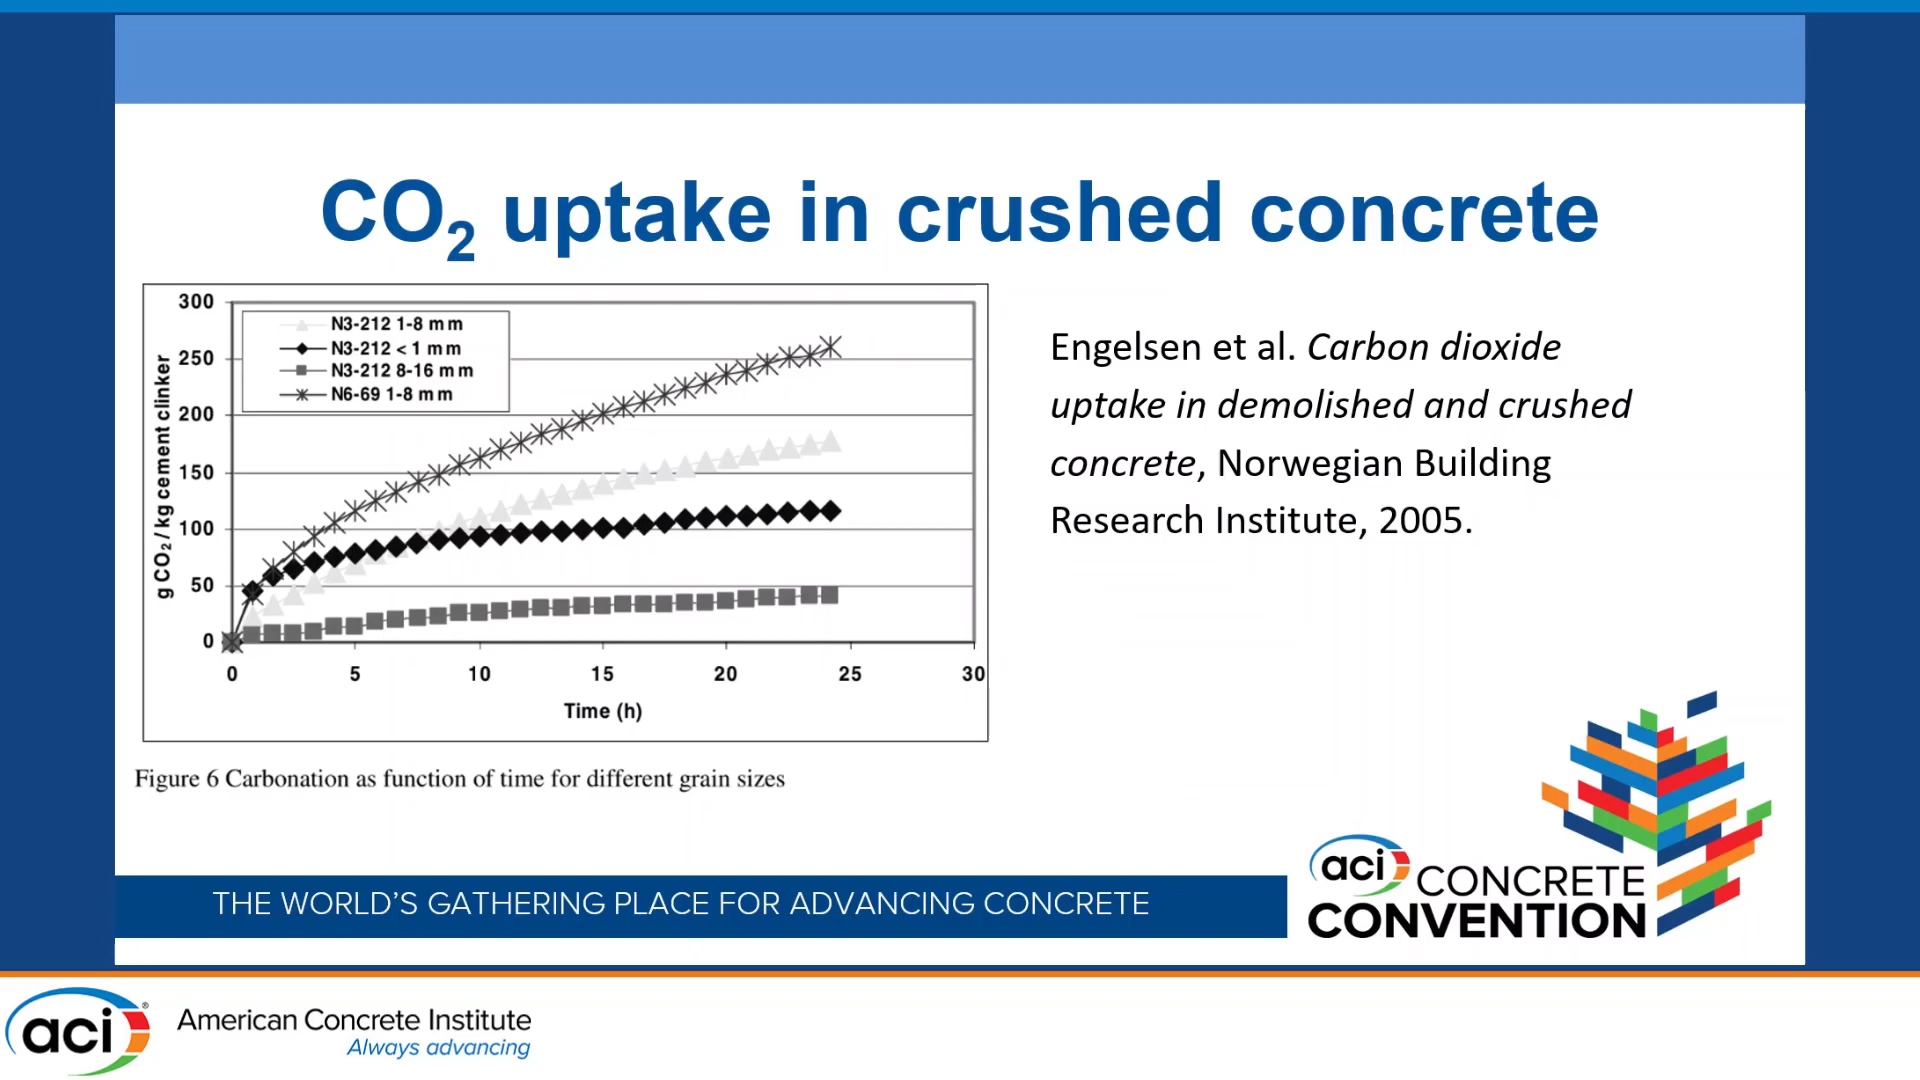 CO₂ uptake in crushed concrete
300
250
200
150
100
50
0
g CO₂ / kg cement clinker
N3-212 1-8 mm
N3-212 < 1 mm
N3-212 8-16 mm
N6-69 1-8 mm
0 5 10 15 20 25 30
Time (h)
Figure 6 Carbonation as function of time for different grain sizes
Engelsen et al. Carbon dioxide
uptake in demolished and crushed
concrete, Norwegian Building
Research Institute, 2005.
THE WORLD’S GATHERING PLACE FOR ADVANCING CONCRETE
aci CONCRETE
CONVENTION
aci®
American Concrete Institute
Always advancing